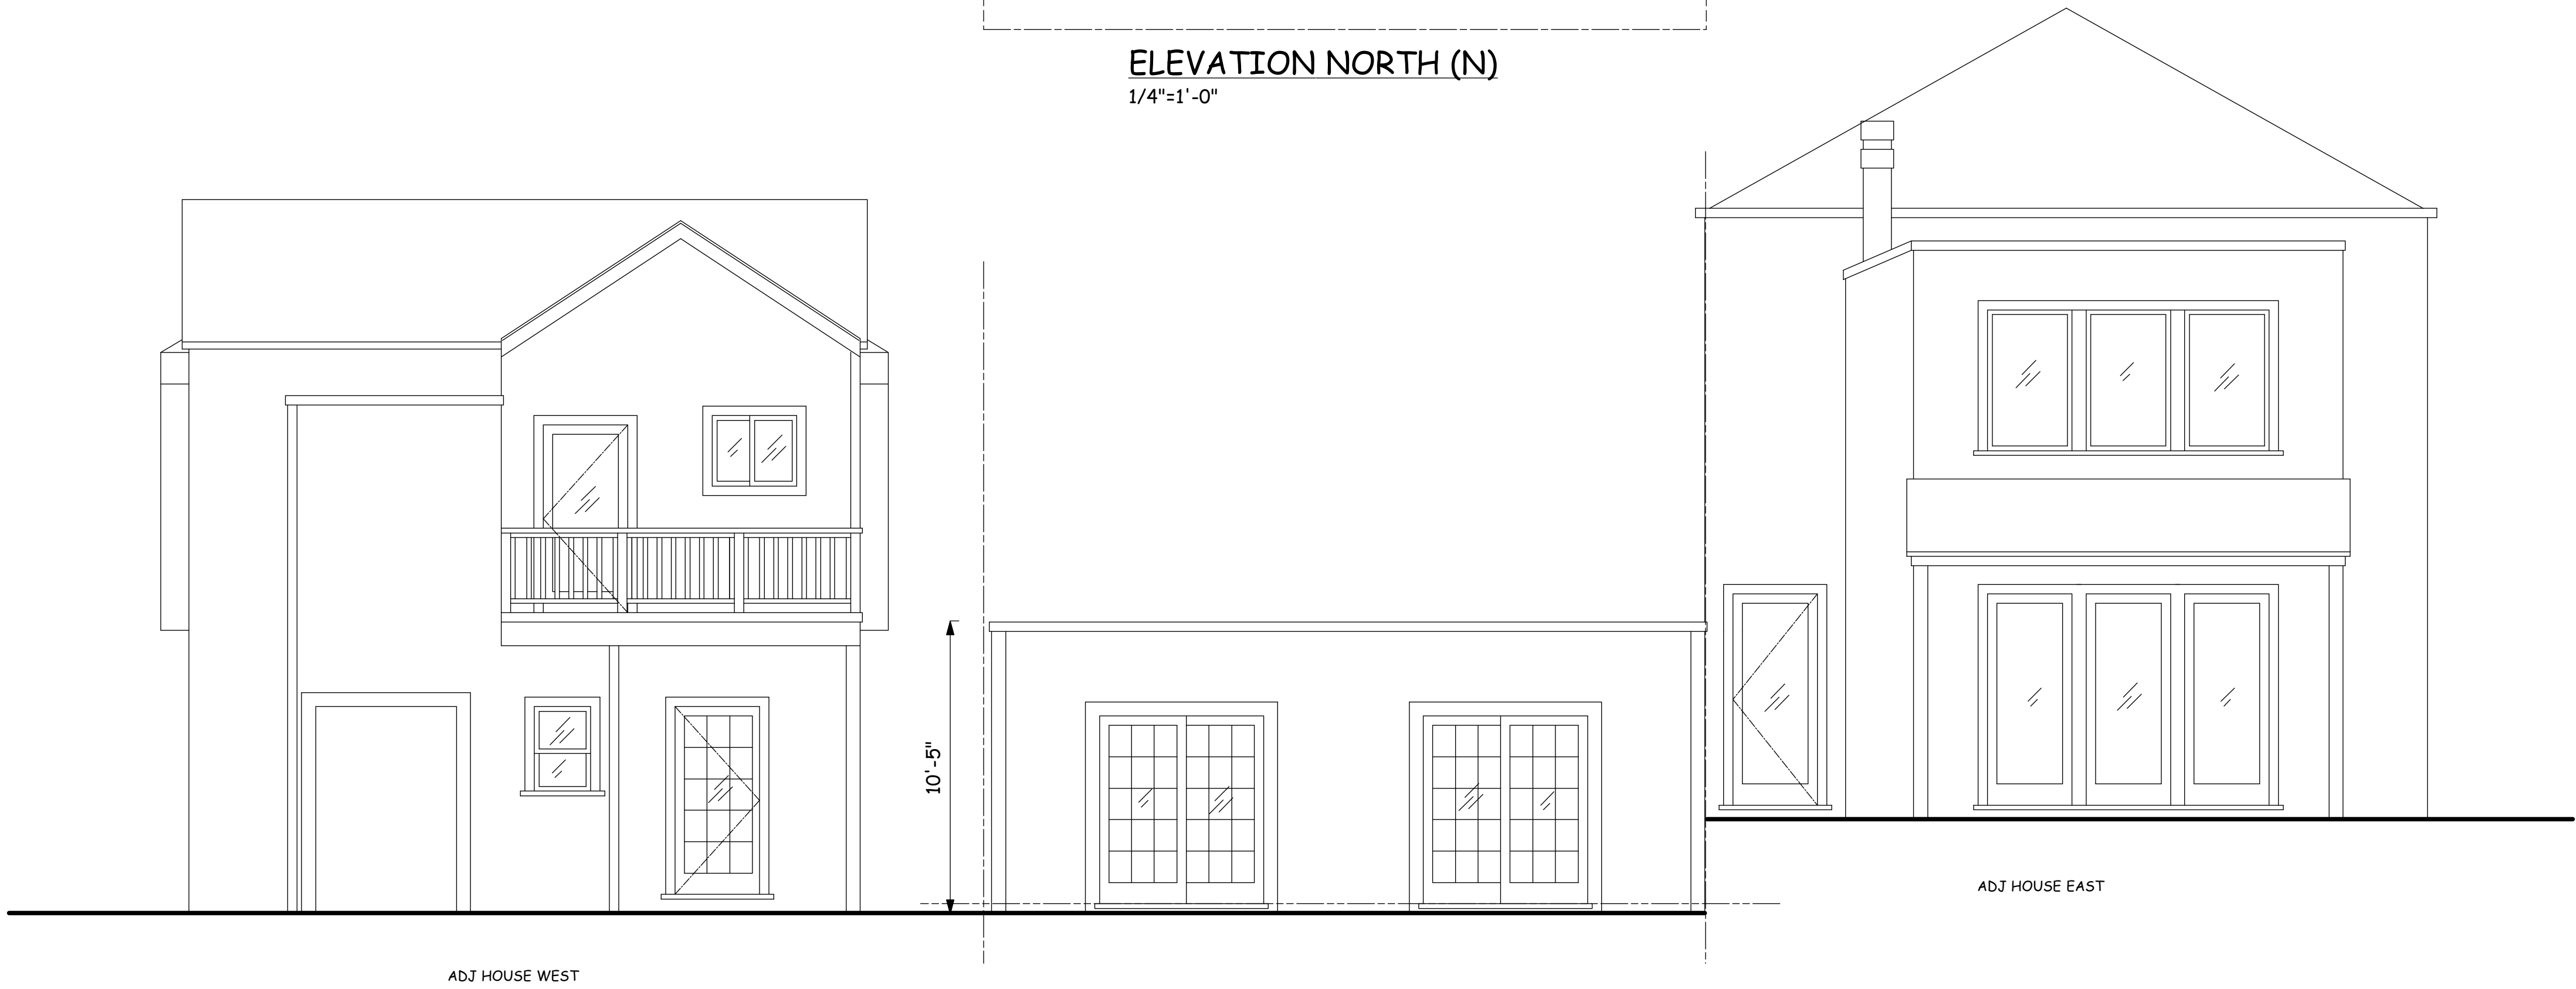 ELEVATION NORTH (N)
1/4"=1'-0"
10'-5"
ADJ HOUSE EAST
ADJ HOUSE WEST